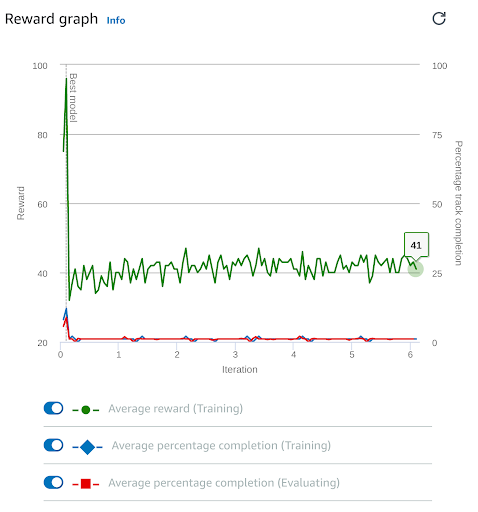 Reward graph Info
100 100
Best model
80 75
Reward
Percentage track completion
60 50
41
40 25
20 0
0 1 2 3 4 5 6
Iteration
Average reward (Training)
Average percentage completion (Training)
Average percentage completion (Evaluating)